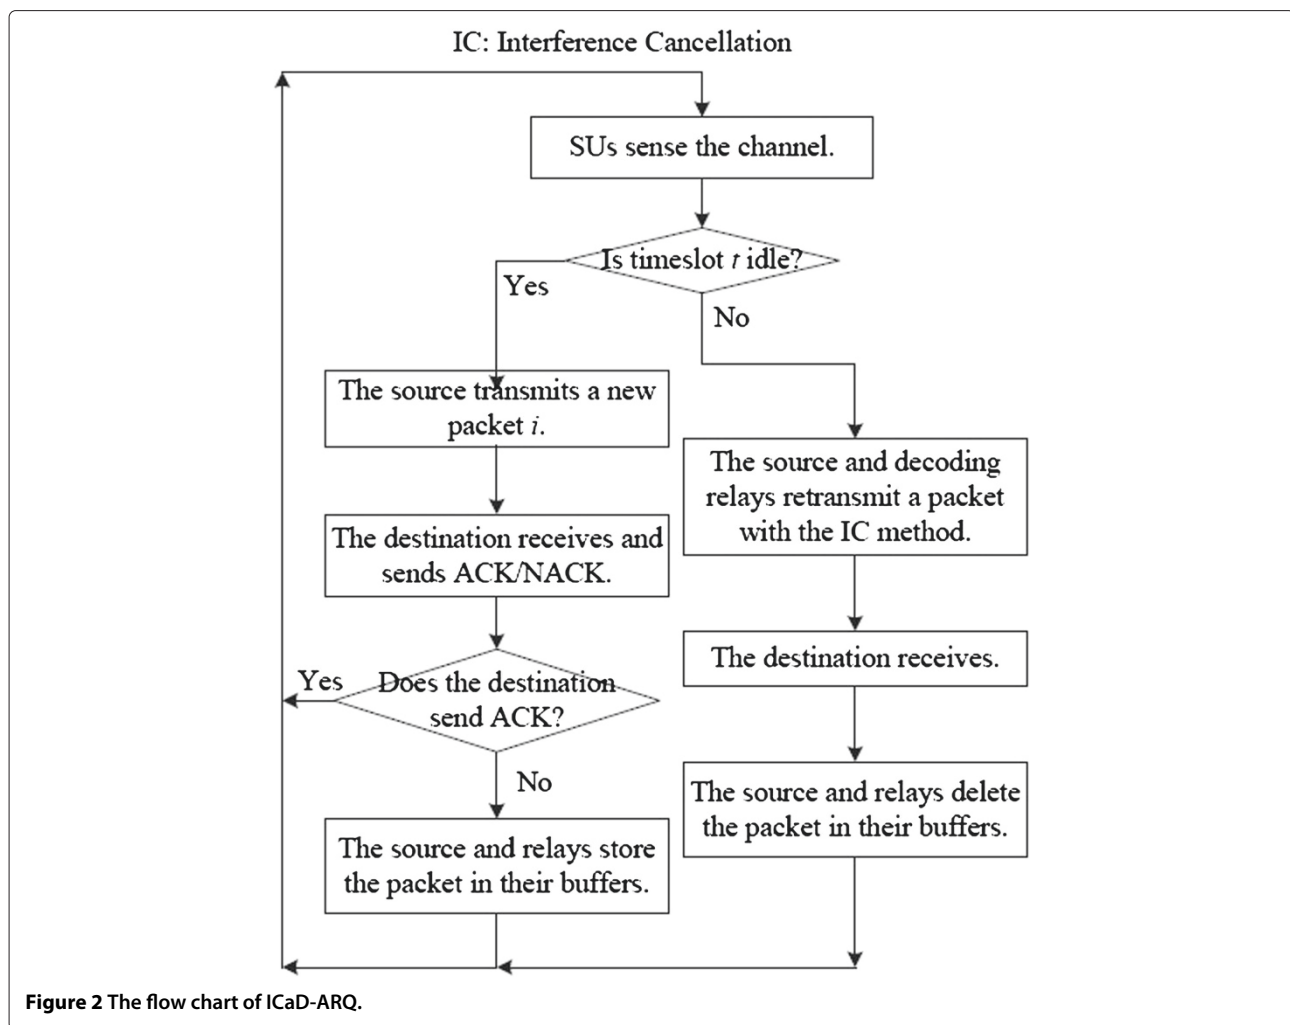 IC: Interference Cancellation
SUs sense the channel.
Is timeslot t idle?
Yes
No
The source transmits a new
packet i.
The source and decoding
relays retransmit a packet
with the IC method.
The destination receives and
sends ACK/NACK.
The destination receives.
Yes
Does the destination
send ACK?
No
The source and relays delete
the packet in their buffers.
The source and relays store
the packet in their buffers.
Figure 2 The flow chart of ICaD-ARQ.